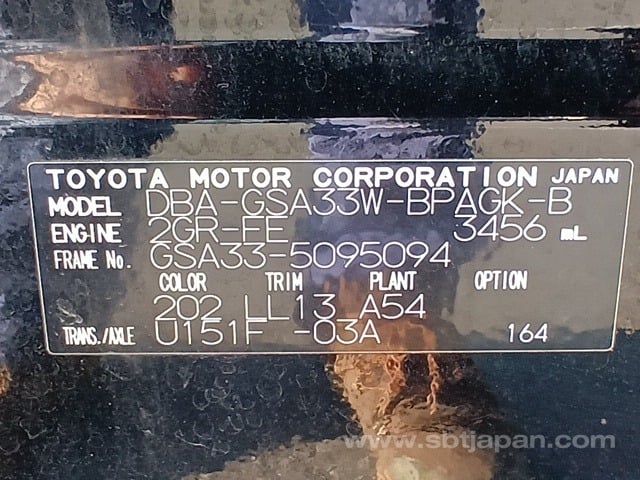 TOYOTA MOTOR CORPORATION JAPAN
MODEL DBA-GSA33W-BPAGK-B
ENGINE 2GR-FE 3456 mL
FRAME No. GSA33-5095094
COLOR TRIM PLANT OPTION
202 LL13 A54
TRANS./AXLE U151F -03A 164
www.sbtjapan.com